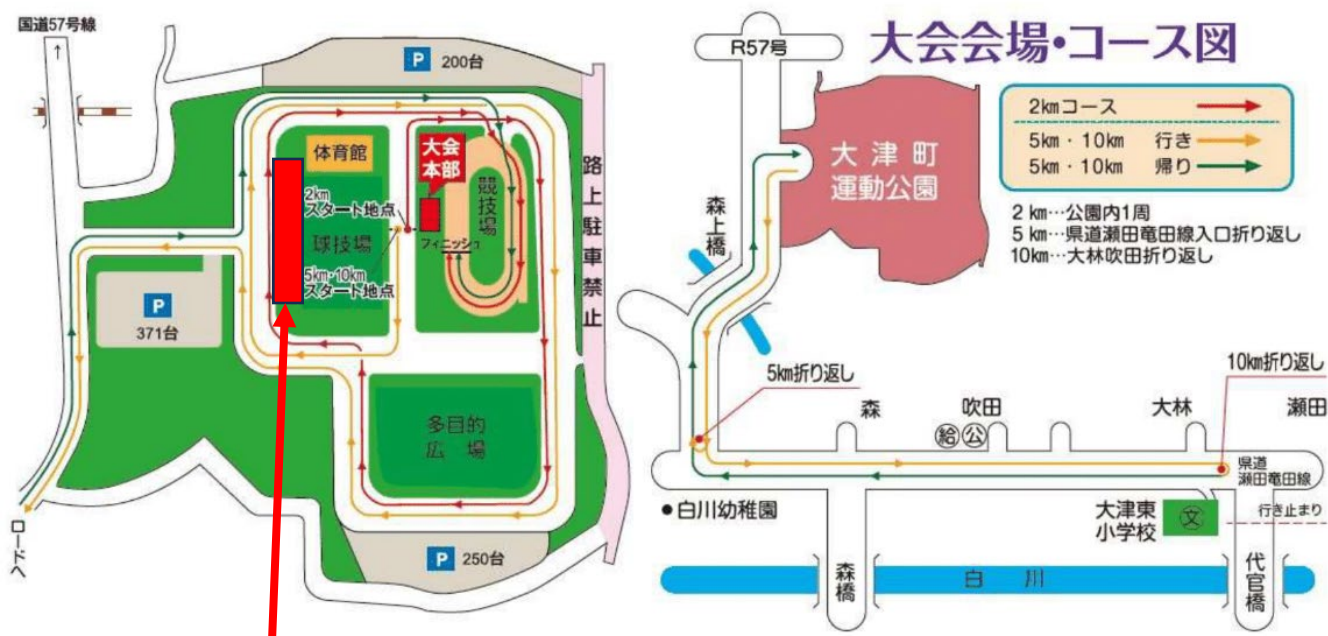 大会会場・コース図
国道57号線
P 200台
体育館
大会
本部
2km
スタート地点
球技場
競技場
フィニッシュ
5km・10km
スタート地点
路上駐車禁止
P
371台
多目的
広場
P 250台
ロードへ
R57号
2kmコース
5km・10km 行き
5km・10km 帰り
大津町
運動公園
2 km…公園内1周
5 km…県道瀬田竜田線入口折り返し
10km…大林吹田折り返し
森上橋
5km折り返し
10km折り返し
森
吹田
大林
瀬田
給 公
県道
瀬田竜田線
●白川幼稚園
大津東
小学校
文
行き止まり
森橋
白川
代官橋